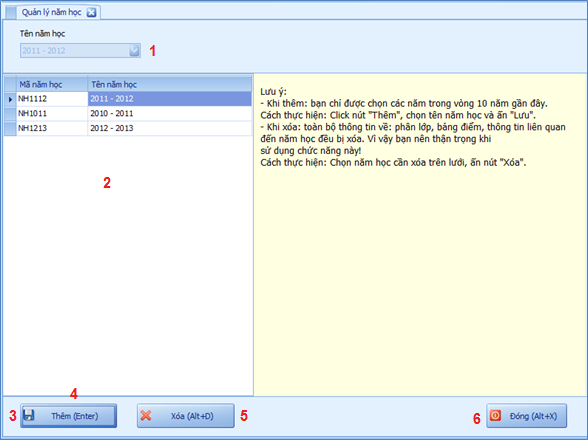 Quản lý năm học
Tên năm học
2011 - 2012
1
Mã năm học Tên năm học
NH1112 2011 - 2012
NH1011 2010 - 2011
NH1213 2012 - 2013
2
Lưu ý:
- Khi thêm: bạn chỉ được chọn các năm trong vòng 10 năm gần đây.
Cách thực hiện: Click nút "Thêm", chọn tên năm học và ấn "Lưu".
- Khi xóa: toàn bộ thông tin về: phân lớp, bảng điểm, thông tin liên quan
đến năm học đều bị xóa. Vì vậy bạn nên thận trọng khi
sử dụng chức năng này!
Cách thực hiện: Chọn năm học cần xóa trên lưới, ấn nút "Xóa".
4
3 Thêm (Enter) Xóa (Alt+D) 5 6 Đóng (Alt+X)